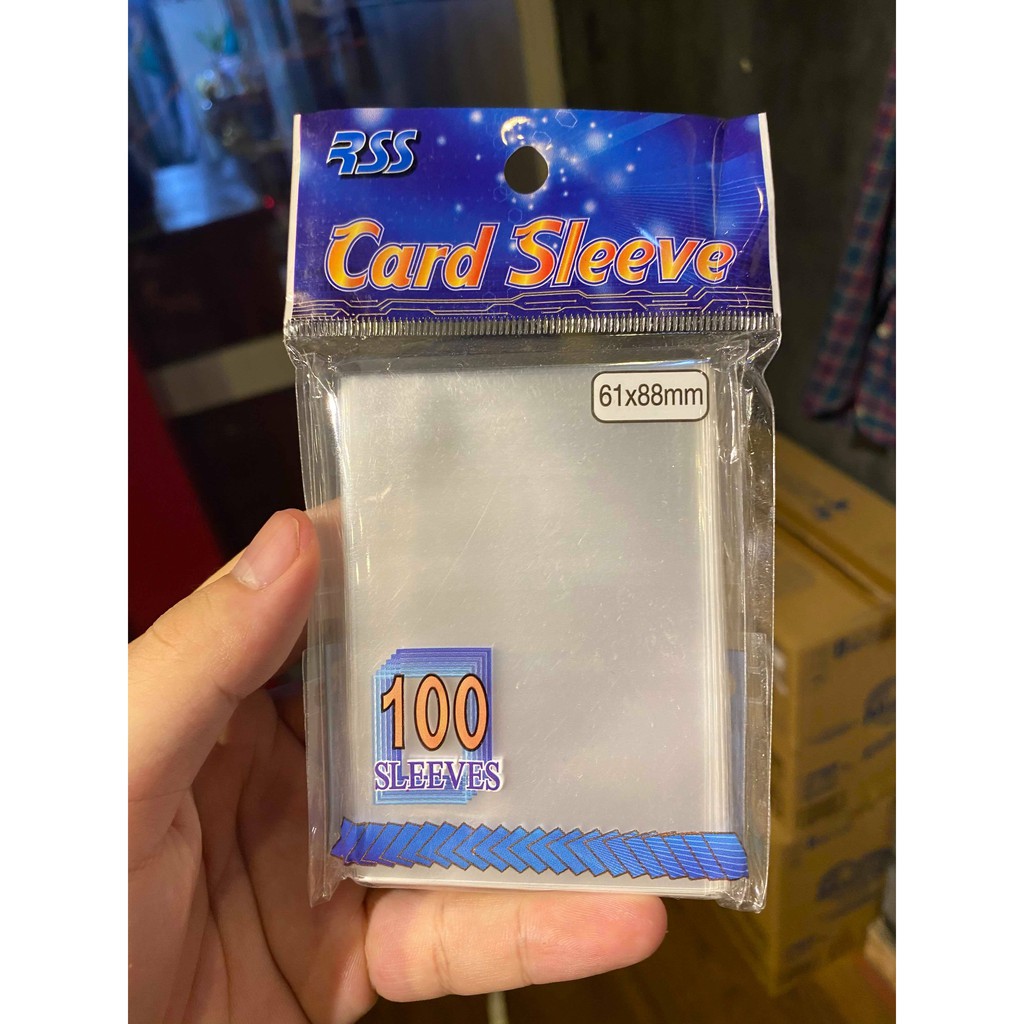 RSS
Card Sleeve
61x88mm
100
SLEEVES